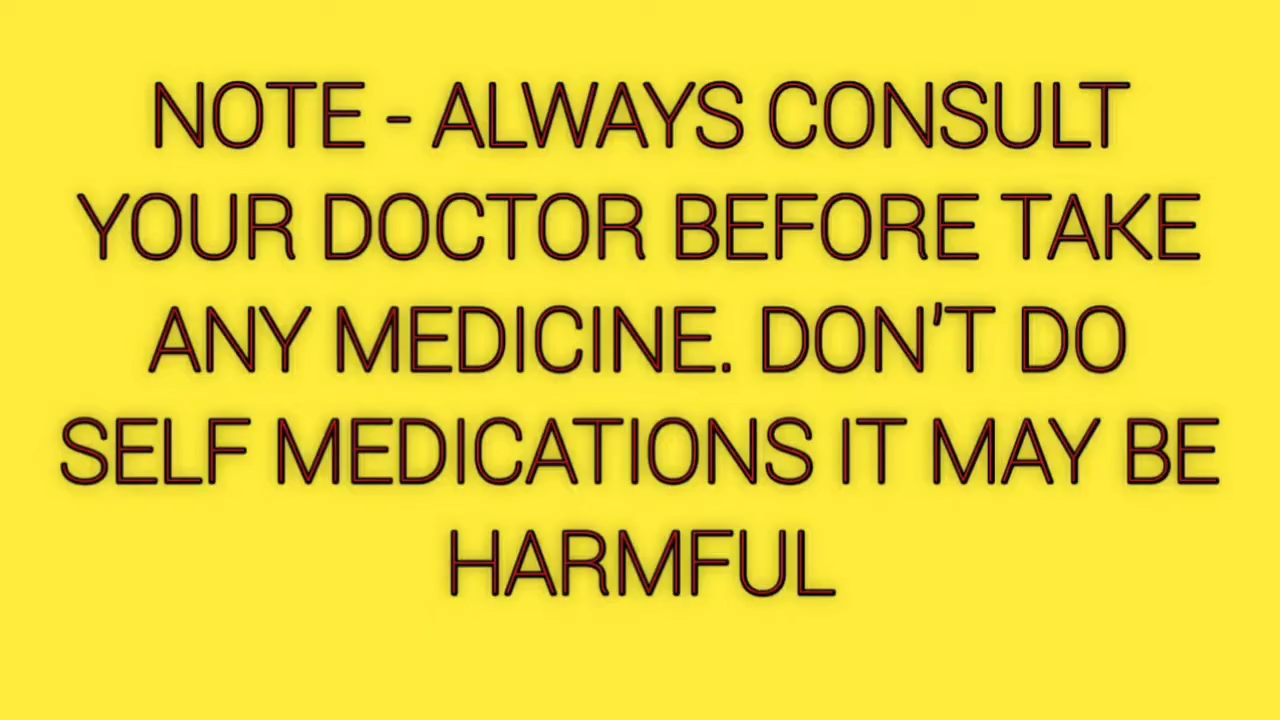 NOTE - ALWAYS CONSULT
YOUR DOCTOR BEFORE TAKE
ANY MEDICINE. DON'T DO
SELF MEDICATIONS IT MAY BE
HARMFUL